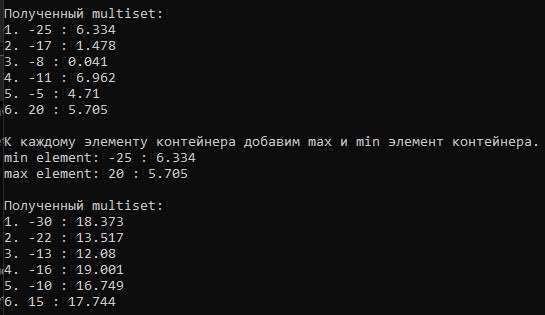 Полученный multiset:
1. -25 : 6.334
2. -17 : 1.478
3. -8 : 0.041
4. -11 : 6.962
5. -5 : 4.71
6. 20 : 5.705
К каждому элементу контейнера добавим max и min элемент контейнера.
min element: -25 : 6.334
max element: 20 : 5.705
Полученный multiset:
1. -30 : 18.373
2. -22 : 13.517
3. -13 : 12.08
4. -16 : 19.001
5. -10 : 16.749
6. 15 : 17.744